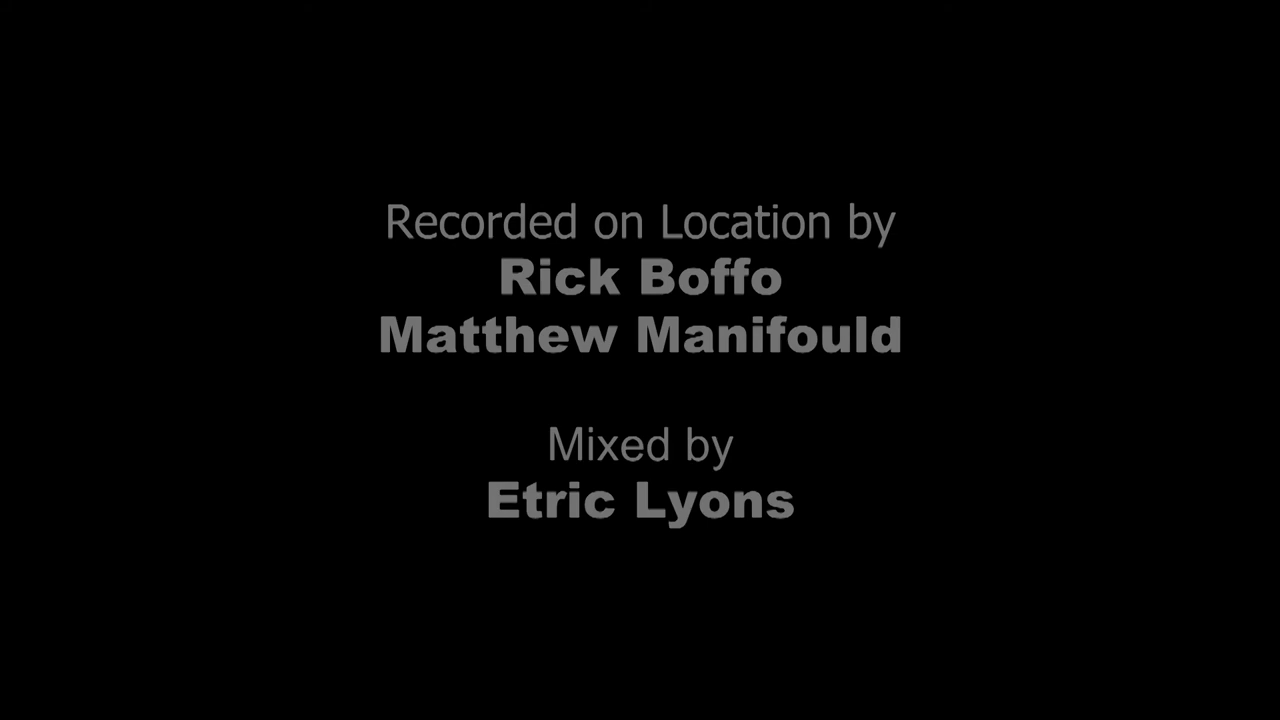 Recorded on Location by
Rick Boffo
Matthew Manifould
Mixed by
Etric Lyons